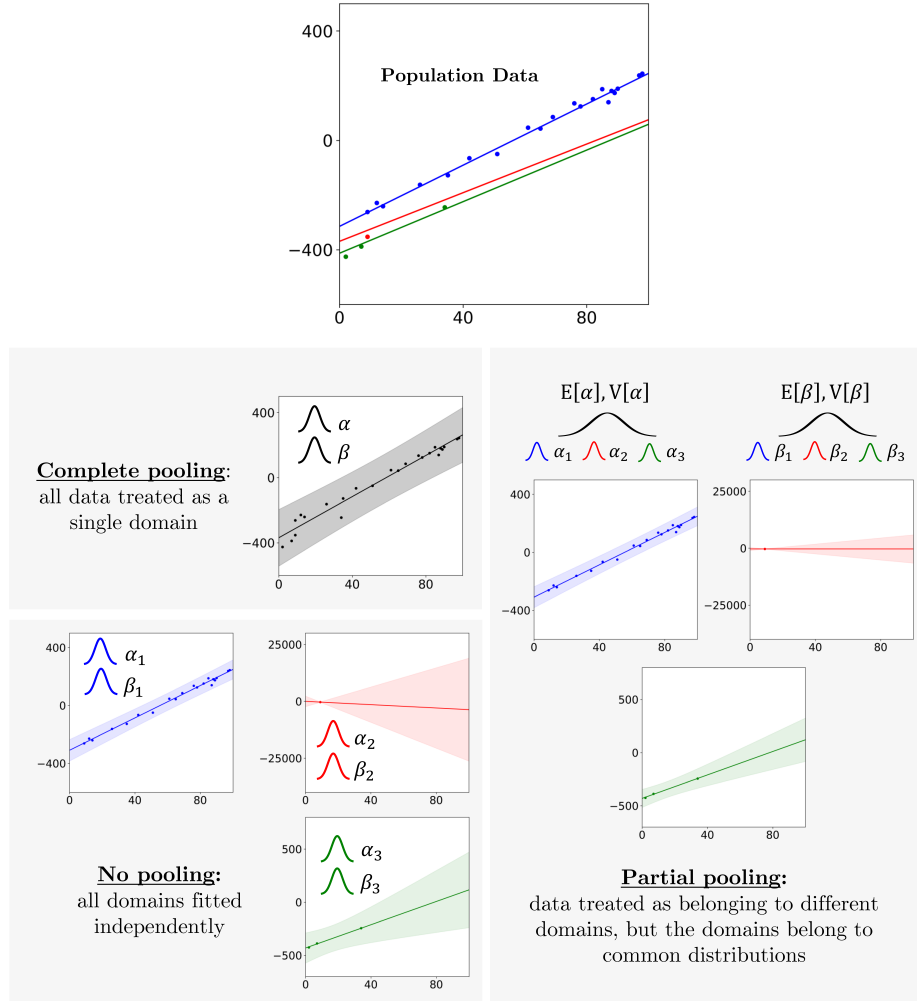 400
Population Data
0
−400
0 40 80
400
0
−400
0 40 80
α
β
Complete pooling:
all data treated as a
single domain
E[α], V[α]
E[β], V[β]
α1 α2 α3
β1 β2 β3
400
0
−400
0 40 80
25000
0
−25000
0 40 80
500
0
−500
0 40 80
Partial pooling:
data treated as belonging to different
domains, but the domains belong to
common distributions
400
0
−400
0 40 80
α1
β1
25000
0
−25000
0 40 80
α2
β2
500
0
−500
0 40 80
α3
β3
No pooling:
all domains fitted
independently